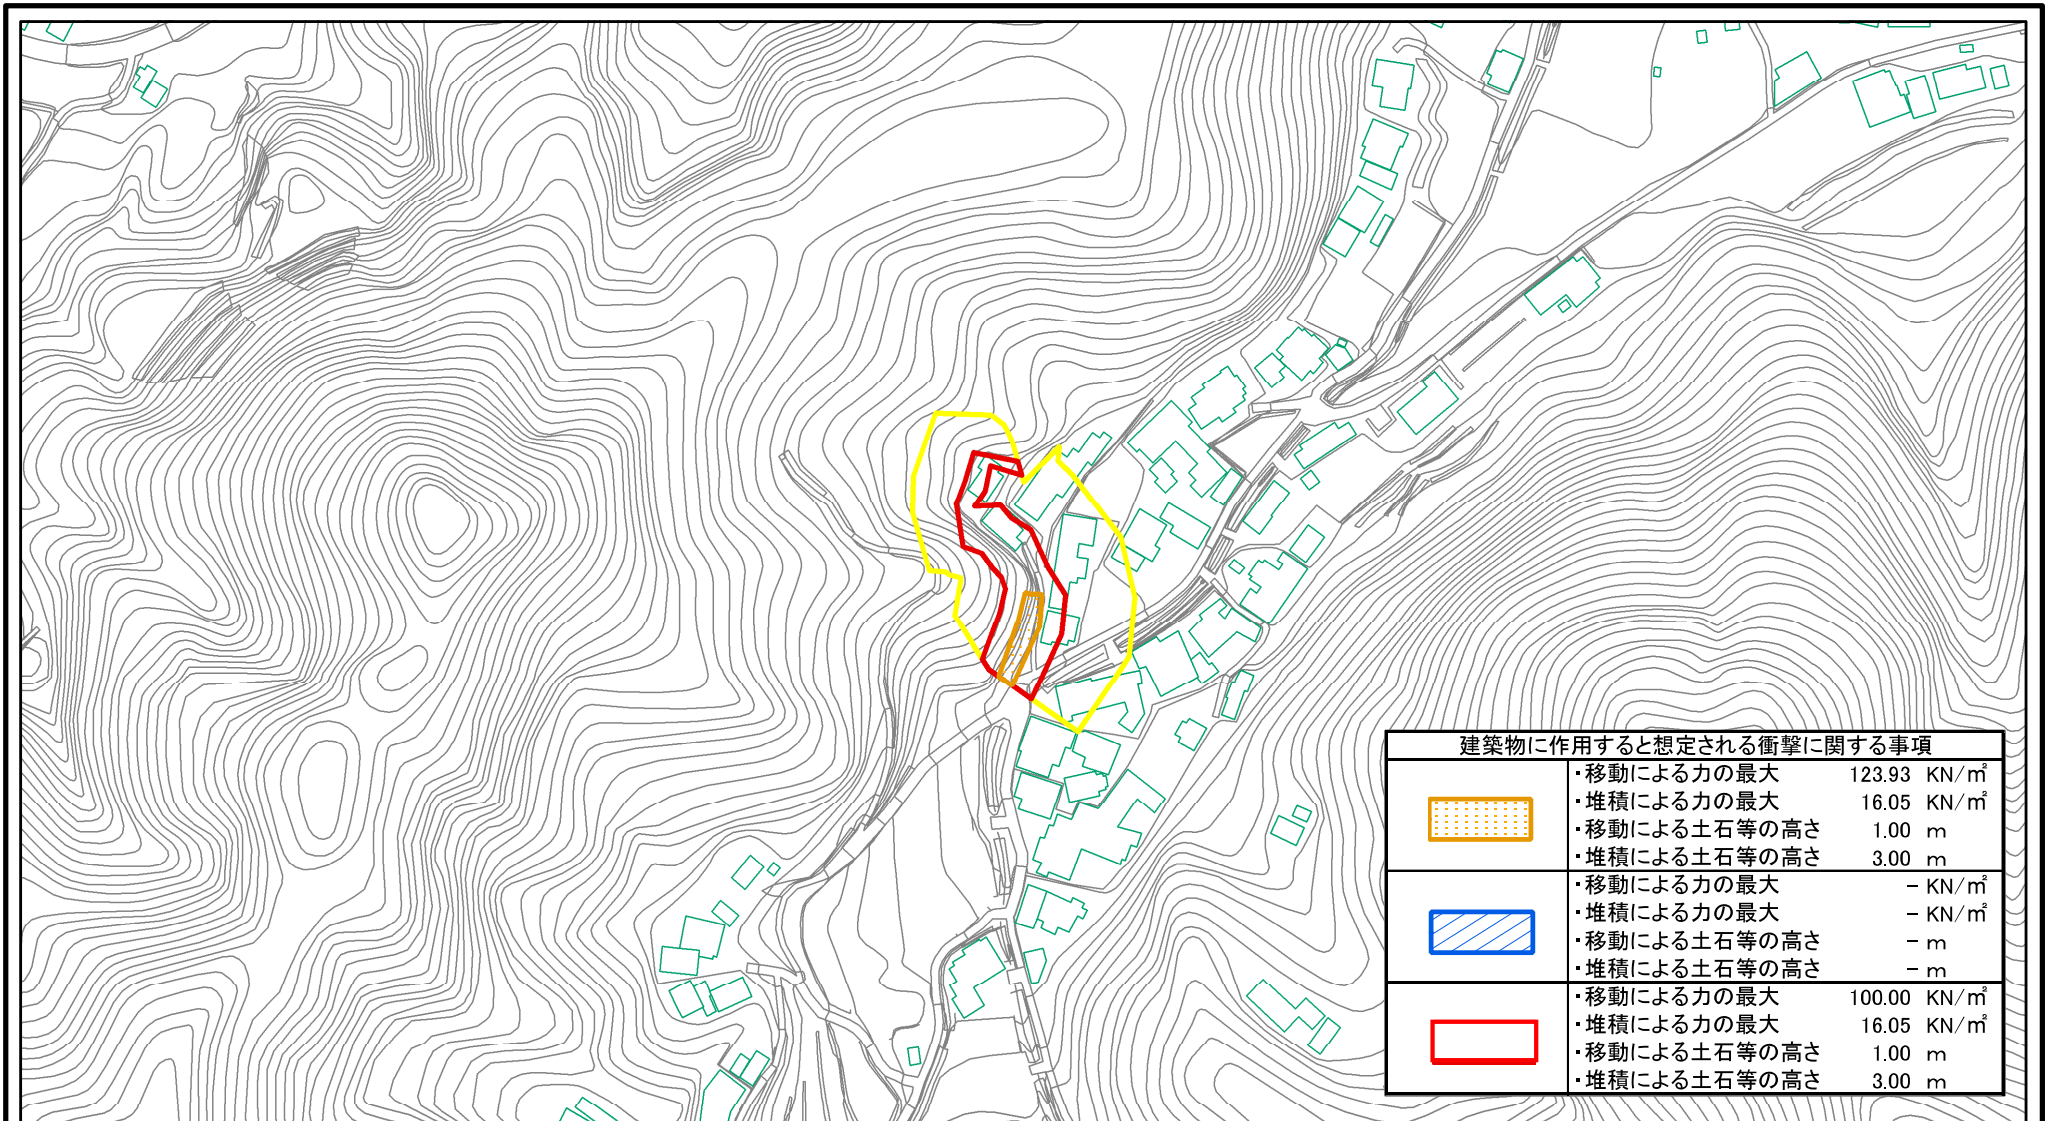 建築物に作用すると想定される衝撃に関する事項
・移動による力の最大 123.93 KN/㎡
・堆積による力の最大 16.05 KN/㎡
・移動による土石等の高さ 1.00 m
・堆積による土石等の高さ 3.00 m
・移動による力の最大 - KN/㎡
・堆積による力の最大 - KN/㎡
・移動による土石等の高さ - m
・堆積による土石等の高さ - m
・移動による力の最大 100.00 KN/㎡
・堆積による力の最大 16.05 KN/㎡
・移動による土石等の高さ 1.00 m
・堆積による土石等の高さ 3.00 m